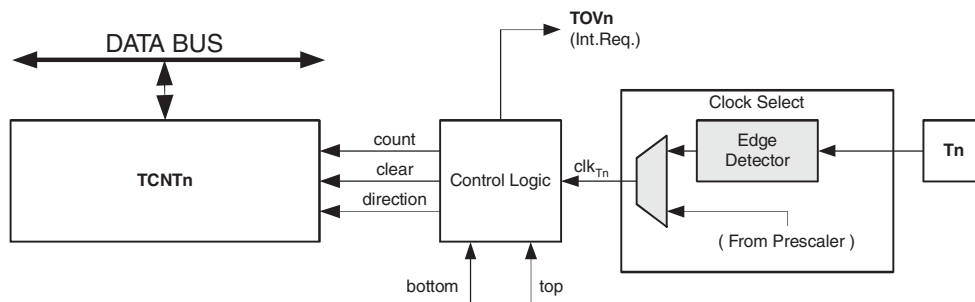 TOVn
(Int.Req.)
DATA BUS
Clock Select
count
Edge
Detector
Tn
TCNTn
clear
Control Logic
clkTn
direction
( From Prescaler )
bottom
top